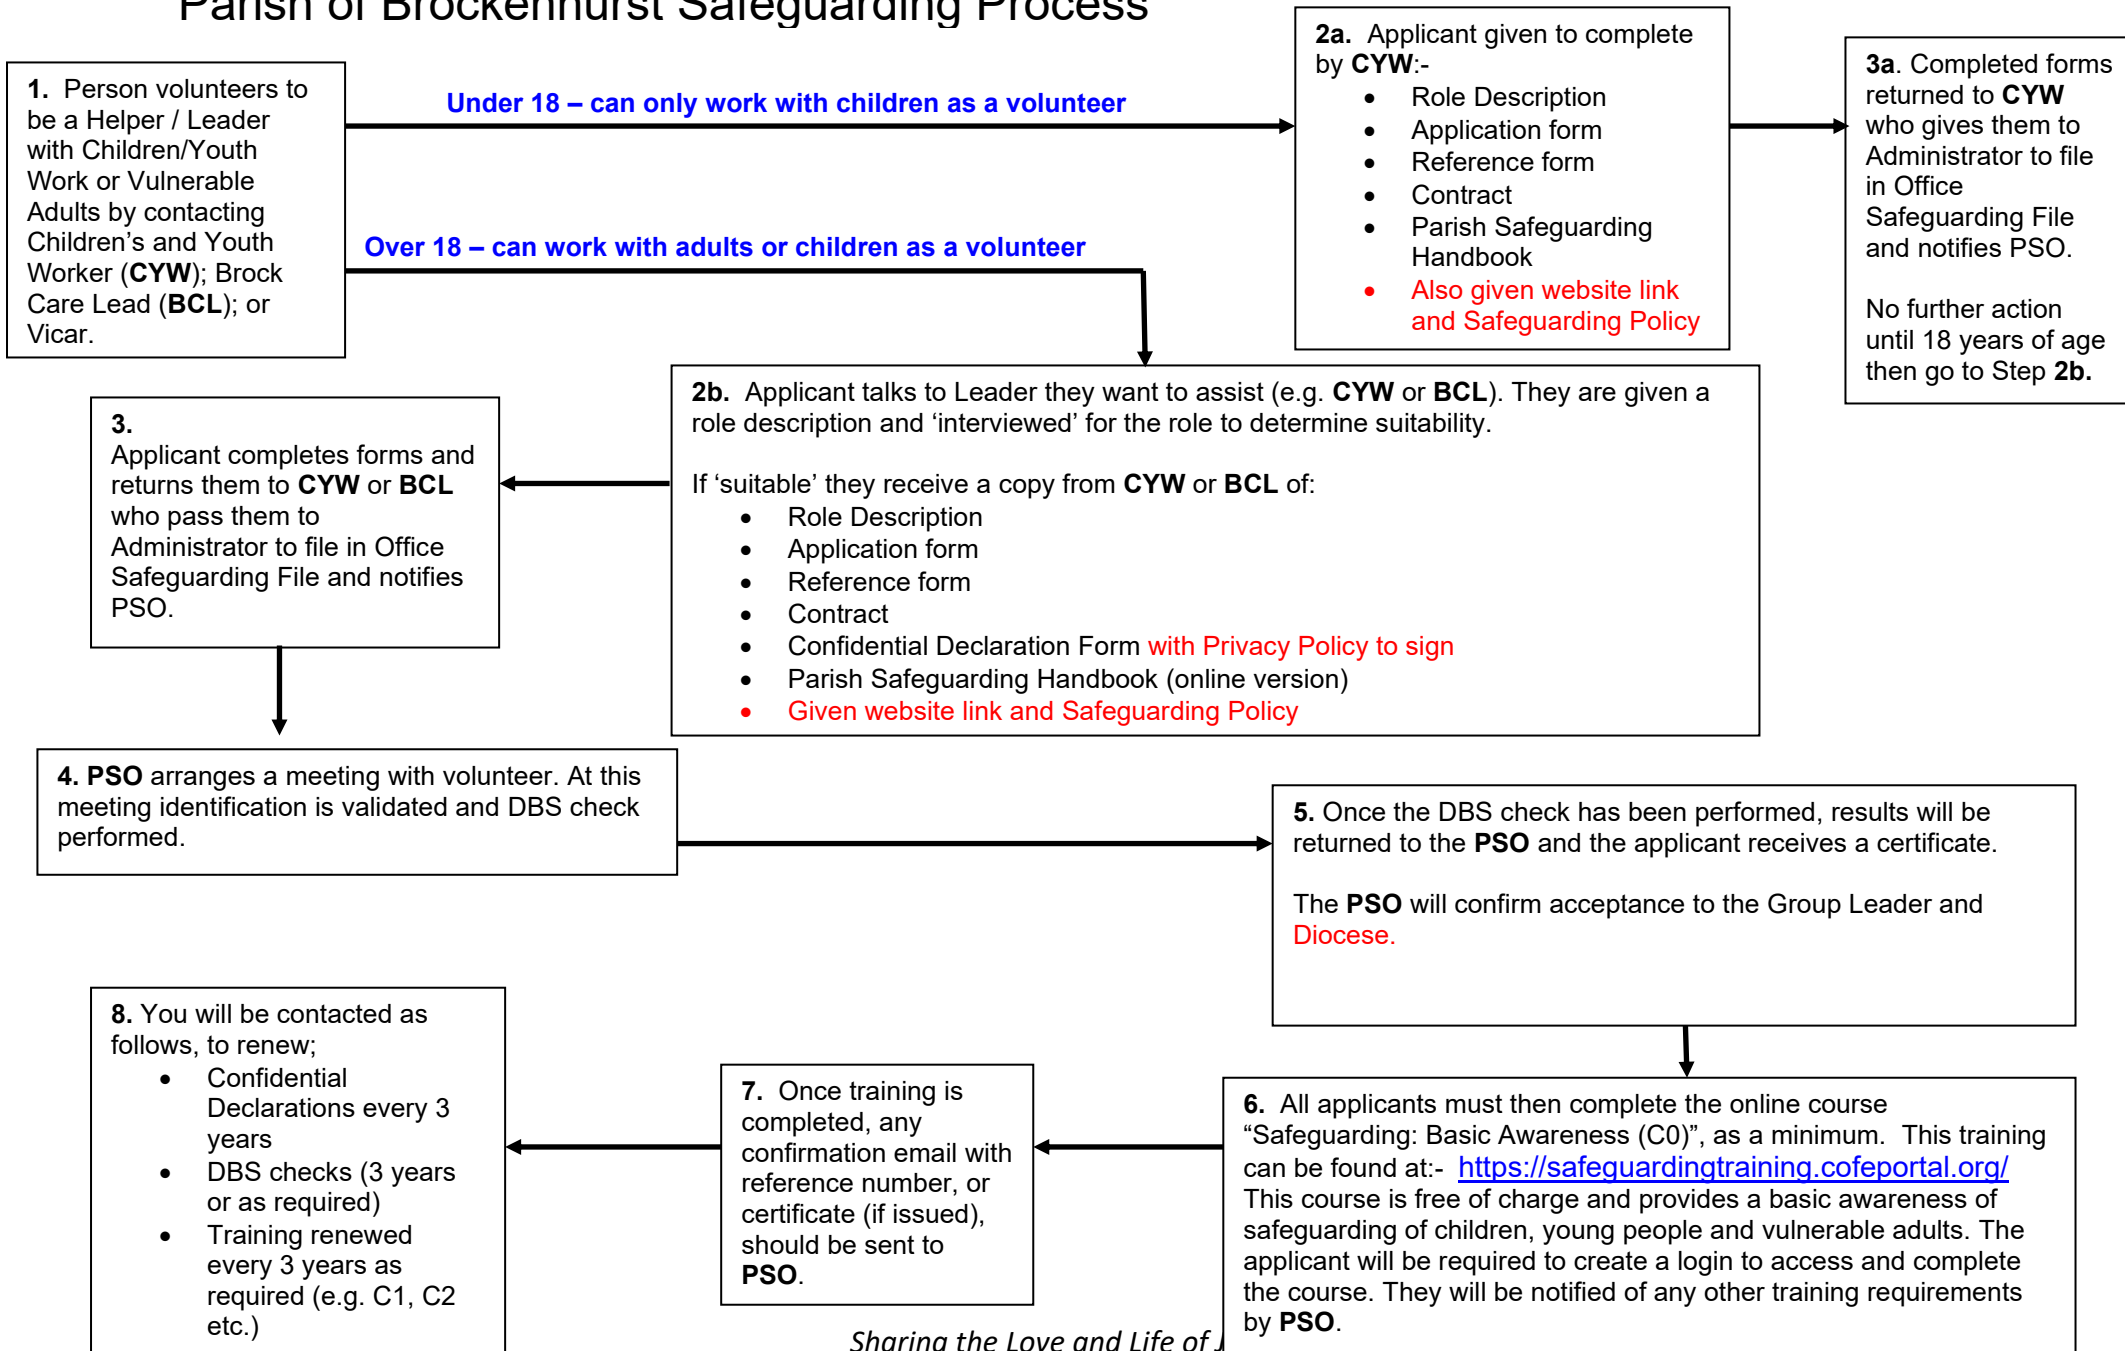 Parish of Brockenhurst Safeguarding Process
1. Person volunteers to
be a Helper / Leader
with Children/Youth
Work or Vulnerable
Adults by contacting
Children's and Youth
Worker (CYW); Brock
Care Lead (BCL); or
Vicar.
Under 18 – can only work with children as a volunteer
Over 18 – can work with adults or children as a volunteer
2a. Applicant given to complete
by CYW:-
• Role Description
• Application form
• Reference form
• Contract
• Parish Safeguarding
Handbook
• Also given website link
and Safeguarding Policy
3a. Completed forms
returned to CYW
who gives them to
Administrator to file
in Office
Safeguarding File
and notifies PSO.
No further action
until 18 years of age
then go to Step 2b.
2b. Applicant talks to Leader they want to assist (e.g. CYW or BCL). They are given a
role description and ‘interviewed’ for the role to determine suitability.
If ‘suitable’ they receive a copy from CYW or BCL of:
• Role Description
• Application form
• Reference form
• Contract
• Confidential Declaration Form with Privacy Policy to sign
• Parish Safeguarding Handbook (online version)
• Given website link and Safeguarding Policy
3.
Applicant completes forms and
returns them to CYW or BCL
who pass them to
Administrator to file in Office
Safeguarding File and notifies
PSO.
4. PSO arranges a meeting with volunteer. At this
meeting identification is validated and DBS check
performed.
5. Once the DBS check has been performed, results will be
returned to the PSO and the applicant receives a certificate.
The PSO will confirm acceptance to the Group Leader and
Diocese.
6. All applicants must then complete the online course
“Safeguarding: Basic Awareness (C0)”, as a minimum. This training
can be found at:- https://safeguardingtraining.cofeportal.org/
This course is free of charge and provides a basic awareness of
safeguarding of children, young people and vulnerable adults. The
applicant will be required to create a login to access and complete
the course. They will be notified of any other training requirements
by PSO.
7. Once training is
completed, any
confirmation email with
reference number, or
certificate (if issued),
should be sent to
PSO.
8. You will be contacted as
follows, to renew;
• Confidential
Declarations every 3
years
• DBS checks (3 years
or as required)
• Training renewed
every 3 years as
required (e.g. C1, C2
etc.)
Sharing the Love and Life of